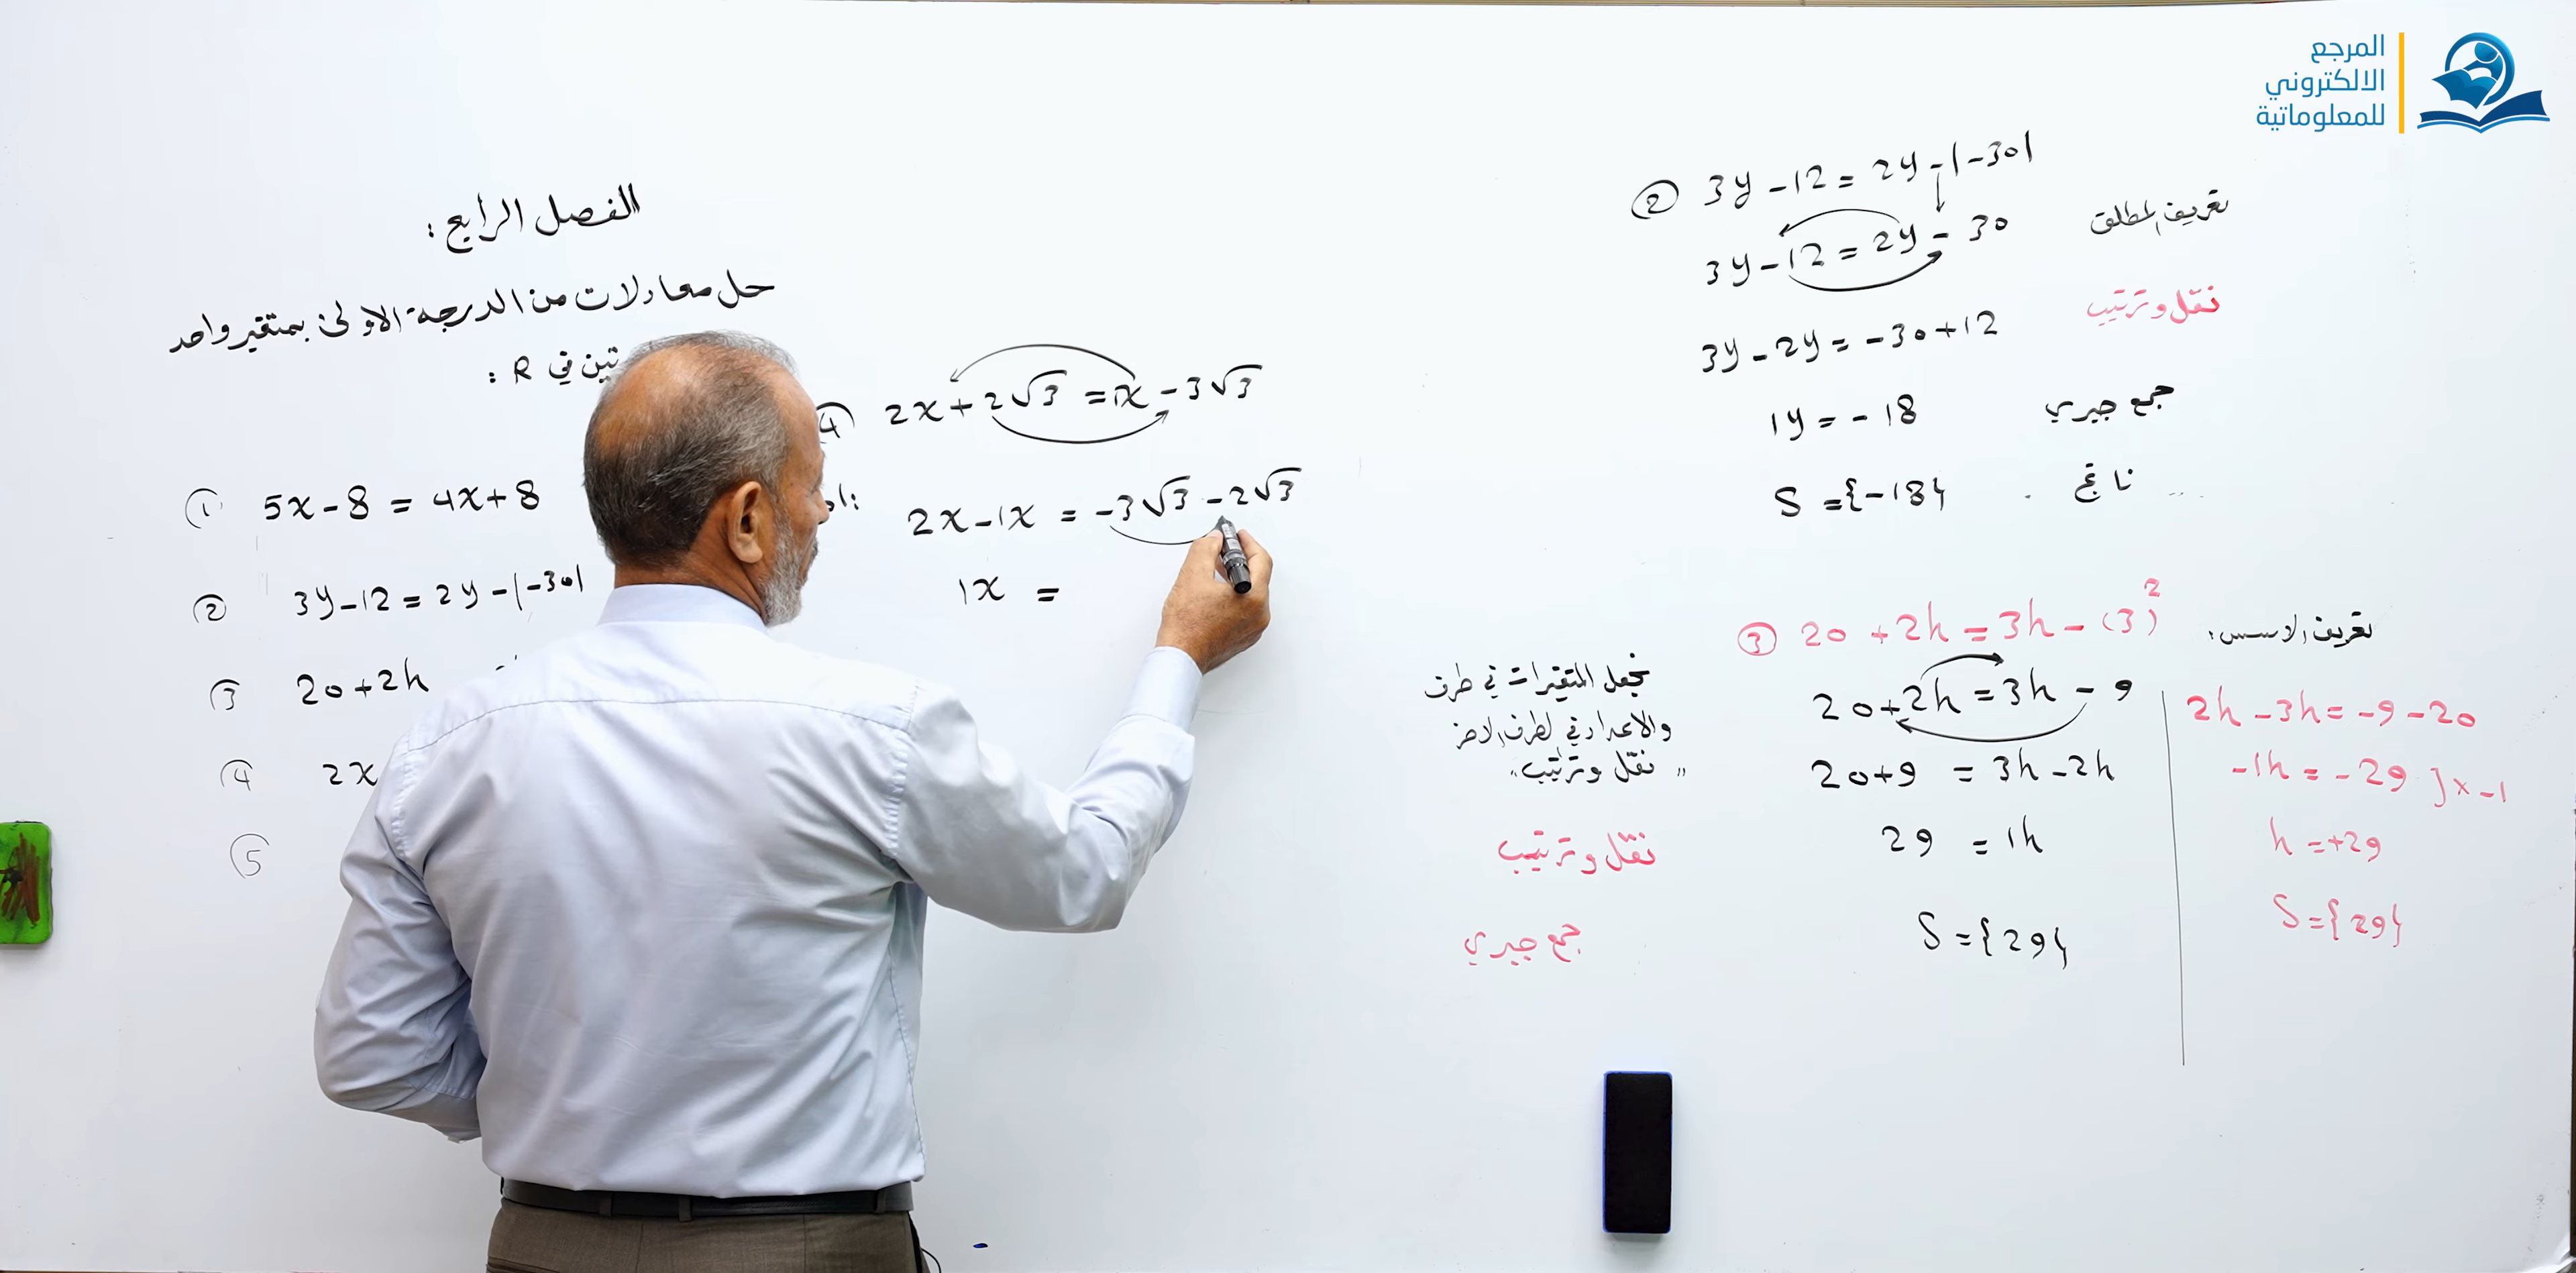 المرجع
الالكتروني
للمعلوماتية
الفصل الرابع :
حل معادلات من الدرجة الاولى بمتغير واحد
في R :
① 5x - 8 = 4x + 8
② 3y - 12 = 2y - |-30|
③ 20 + 2h
④ 2x
⑤
④ 2x + 2√3 = 1x - 3√3
2x - 1x = -3√3 - 2√3
1x =
② 3y - 12 = 2y - |-30|
تعريف المطلق
3y - 12 = 2y - 30
نقل وترتيب
3y - 2y = -30 + 12
جمع جبري
1y = -18
ناتج
S = {-18}
③ 20 + 2h = 3h - (3)²
تعريف الاسس :
نجعل المتغيرات في طرف
والاعداد في الطرف الاخر
"نقل وترتيب"
20 + 2h = 3h - 9
20 + 9 = 3h - 2h
نقل وترتيب
29 = 1h
جمع جبري
S = {29}
2h - 3h = -9 - 20
-1h = -29 ] x -1
h = +29
S = {29}